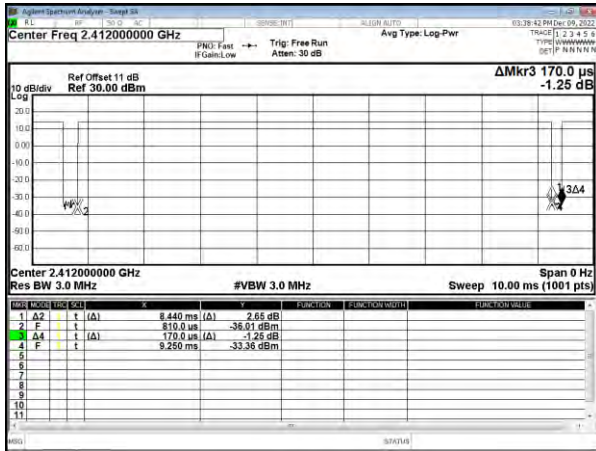 Agilent Spectrum Analyzer - Swept SA
RL RF 50 Ω AC SENSE:INT ALIGN AUTO 03:38:42 PM Dec 09, 2022
Center Freq 2.412000000 GHz Avg Type: Log-Pwr TRACE 1 2 3 4 5 6
PNO: Fast Trig: Free Run TYPE WWWWWW
IFGain:Low Atten: 30 dB DET P N N N N N
ΔMkr3 170.0 µs
Ref Offset 11 dB
10 dB/div Ref 30.00 dBm -1.25 dB
Log
20.0
10.0
0.00
-10.0
-20.0
-30.0
-40.0
-50.0
-60.0
2
1
3Δ4
Center 2.412000000 GHz Span 0 Hz
Res BW 3.0 MHz #VBW 3.0 MHz Sweep 10.00 ms (1001 pts)
MKR MODE TRC SCL X Y FUNCTION FUNCTION WIDTH FUNCTION VALUE
1 Δ2 t (Δ) 8.440 ms (Δ) 2.65 dB
2 F t 810.0 us -36.01 dBm
3 Δ4 t (Δ) 170.0 us (Δ) -1.25 dB
4 F t 9.250 ms -33.36 dBm
5
6
7
8
9
10
11
MSG STATUS